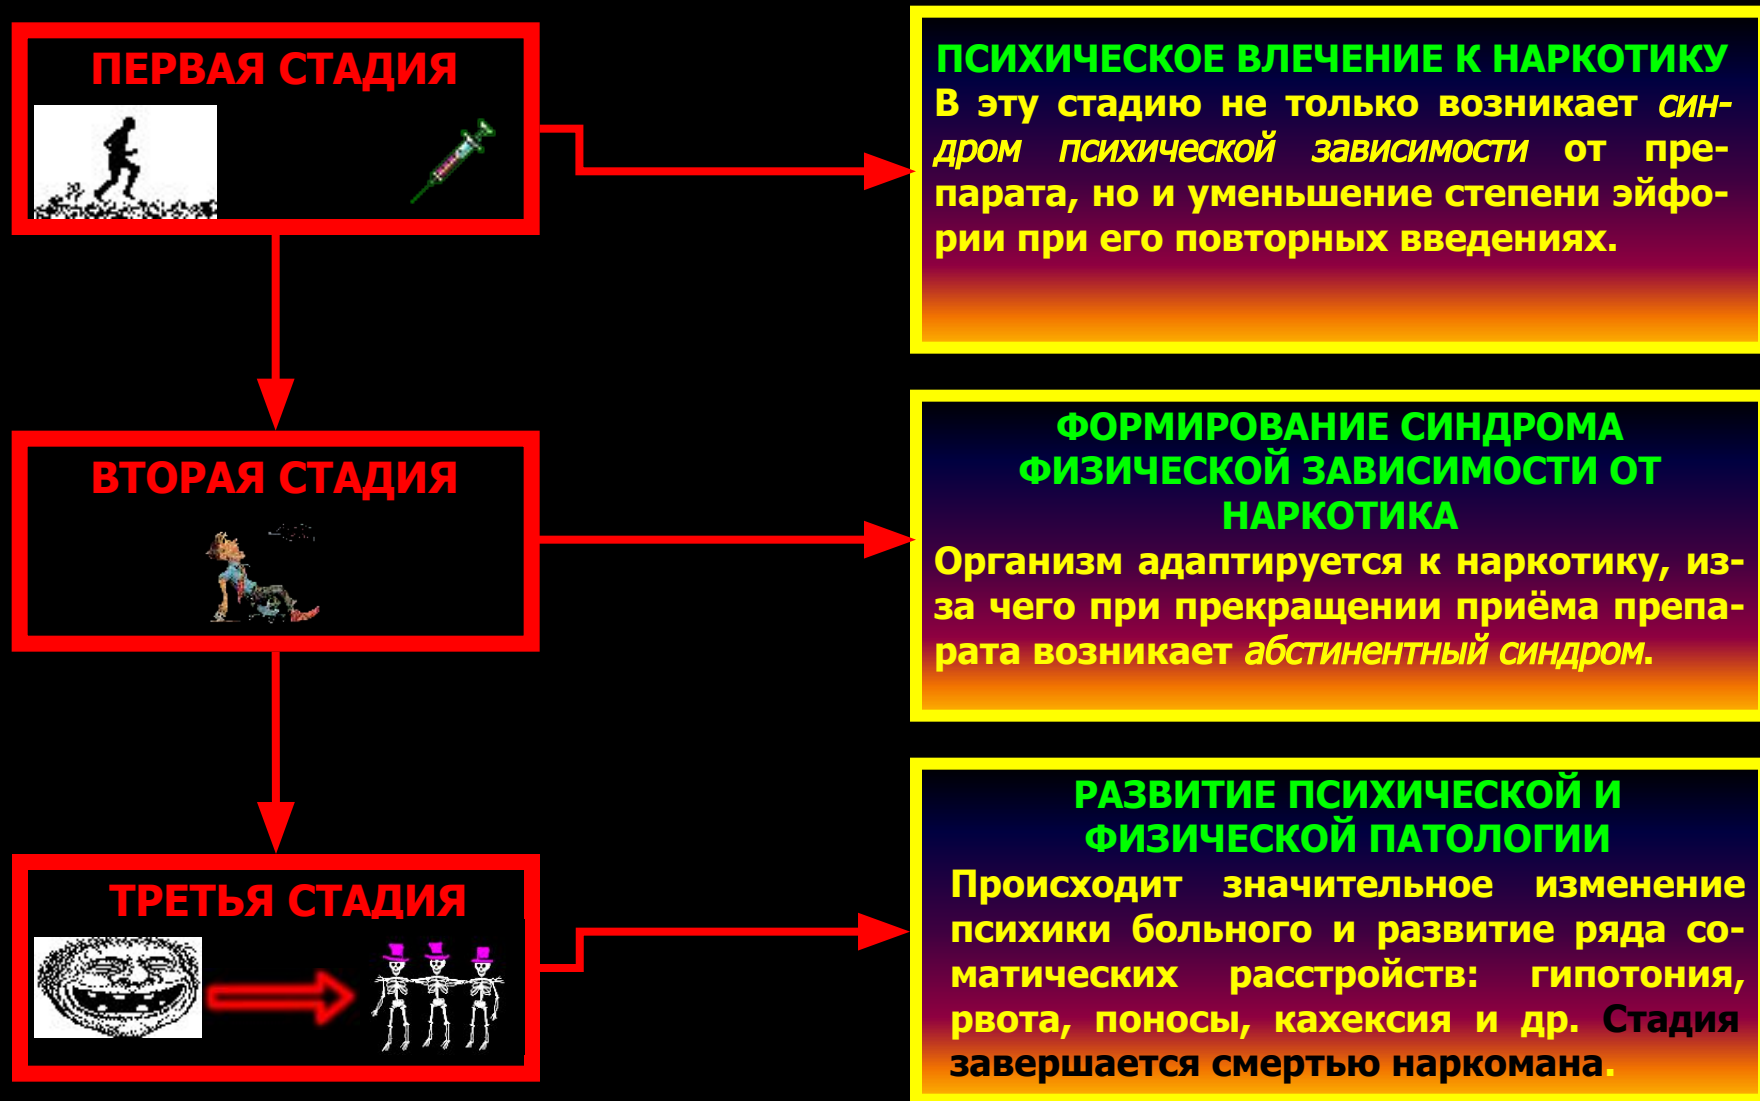 ПЕРВАЯ СТАДИЯ
ПСИХИЧЕСКОЕ ВЛЕЧЕНИЕ К НАРКОТИКУ
В эту стадию не только возникает син-
дром психической зависимости от пре-
парата, но и уменьшение степени эйфо-
рии при его повторных введениях.
ВТОРАЯ СТАДИЯ
ФОРМИРОВАНИЕ СИНДРОМА
ФИЗИЧЕСКОЙ ЗАВИСИМОСТИ ОТ
НАРКОТИКА
Организм адаптируется к наркотику, из-
за чего при прекращении приёма препа-
рата возникает абстинентный синдром.
ТРЕТЬЯ СТАДИЯ
РАЗВИТИЕ ПСИХИЧЕСКОЙ И
ФИЗИЧЕСКОЙ ПАТОЛОГИИ
Происходит значительное изменение
психики больного и развитие ряда со-
матических расстройств: гипотония,
рвота, поносы, кахексия и др. Стадия
завершается смертью наркомана.